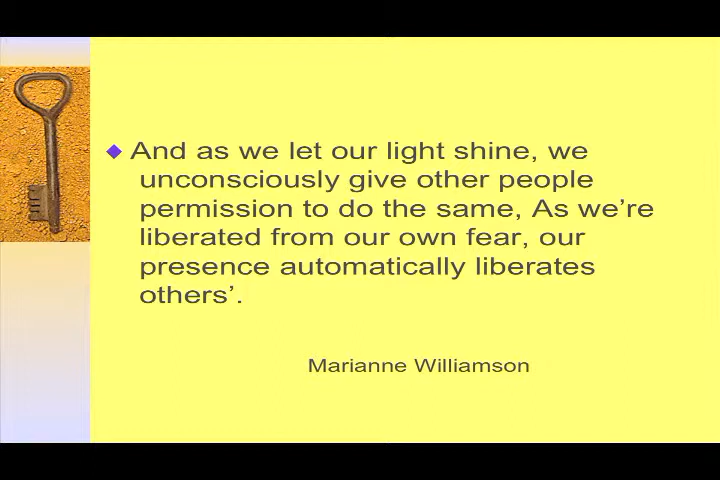 And as we let our light shine, we
unconsciously give other people
permission to do the same, As we're
liberated from our own fear, our
presence automatically liberates
others’.
Marianne Williamson